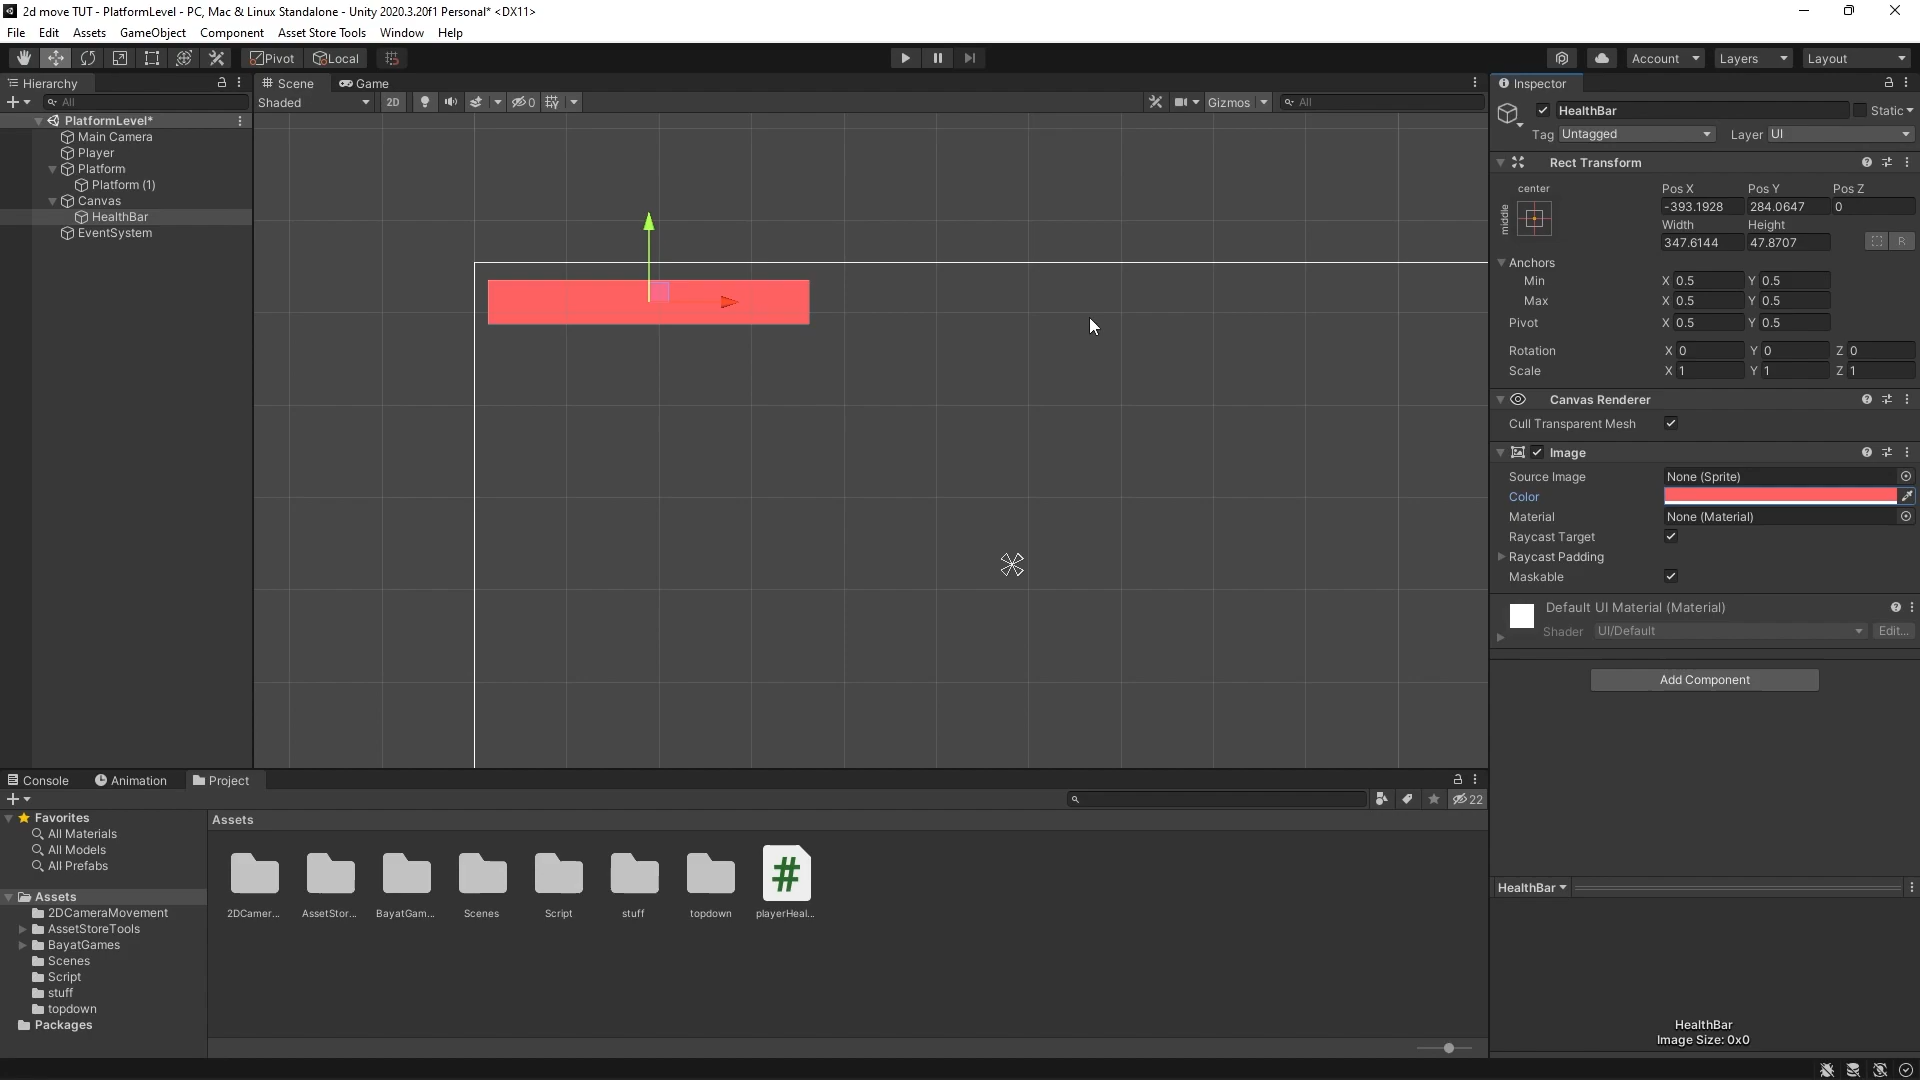 2d move TUT - PlatformLevel - PC, Mac & Linux Standalone - Unity 2020.3.20f1 Personal* <DX11>
File Edit Assets GameObject Component Asset Store Tools Window Help
Pivot Local Account Layers Layout
Hierarchy
All
PlatformLevel*
Main Camera
Player
Platform
Platform (1)
Canvas
HealthBar
EventSystem
Scene Game
Shaded 2D 0 Gizmos All
Inspector
HealthBar Static
Tag Untagged Layer UI
Rect Transform
center
middle
Pos X Pos Y Pos Z
-393.1928 284.0647 0
Width Height
347.6144 47.8707 R
Anchors
Min X 0.5 Y 0.5
Max X 0.5 Y 0.5
Pivot X 0.5 Y 0.5
Rotation X 0 Y 0 Z 0
Scale X 1 Y 1 Z 1
Canvas Renderer
Cull Transparent Mesh
Image
Source Image None (Sprite)
Color
Material None (Material)
Raycast Target
Raycast Padding
Maskable
Default UI Material (Material)
Shader UI/Default Edit...
Add Component
HealthBar
HealthBar
Image Size: 0x0
Console Animation Project
22
Favorites
All Materials
All Models
All Prefabs
Assets
2DCameraMovement
AssetStoreTools
BayatGames
Scenes
Script
stuff
topdown
Packages
Assets
2DCamer... AssetStor... BayatGam... Scenes Script stuff topdown playerHeal...